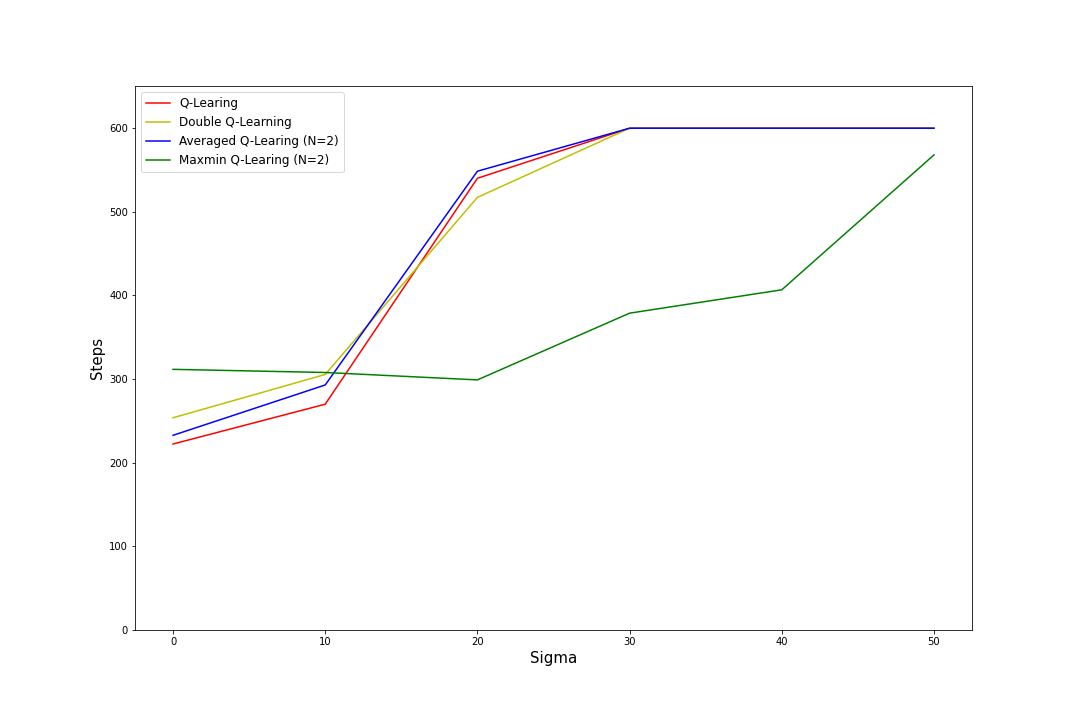 Q-Learing
Double Q-Learning
Averaged Q-Learing (N=2)
Maxmin Q-Learing (N=2)
600
500
400
300
200
100
0
Steps
0 10 20 30 40 50
Sigma